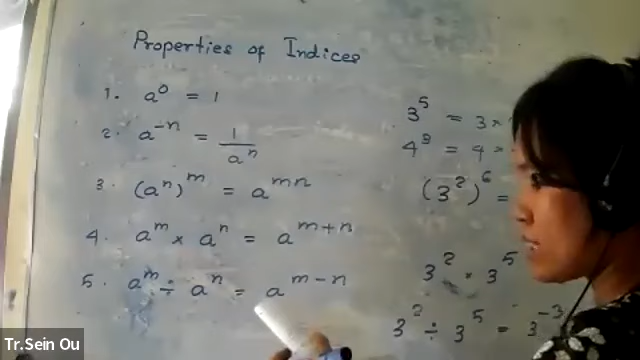 Properties of Indices
1. a⁰ = 1
2. a⁻ⁿ = 1/aⁿ
3. (aⁿ)ᵐ = aᵐⁿ
4. aᵐ × aⁿ = aᵐ⁺ⁿ
5. aᵐ ÷ aⁿ = aᵐ⁻ⁿ
3⁵ = 3 ×
4³ = 4 ×
(3²)⁶ =
3² × 3⁵
3² ÷ 3⁵ = 3⁻³
Tr.Sein Ou